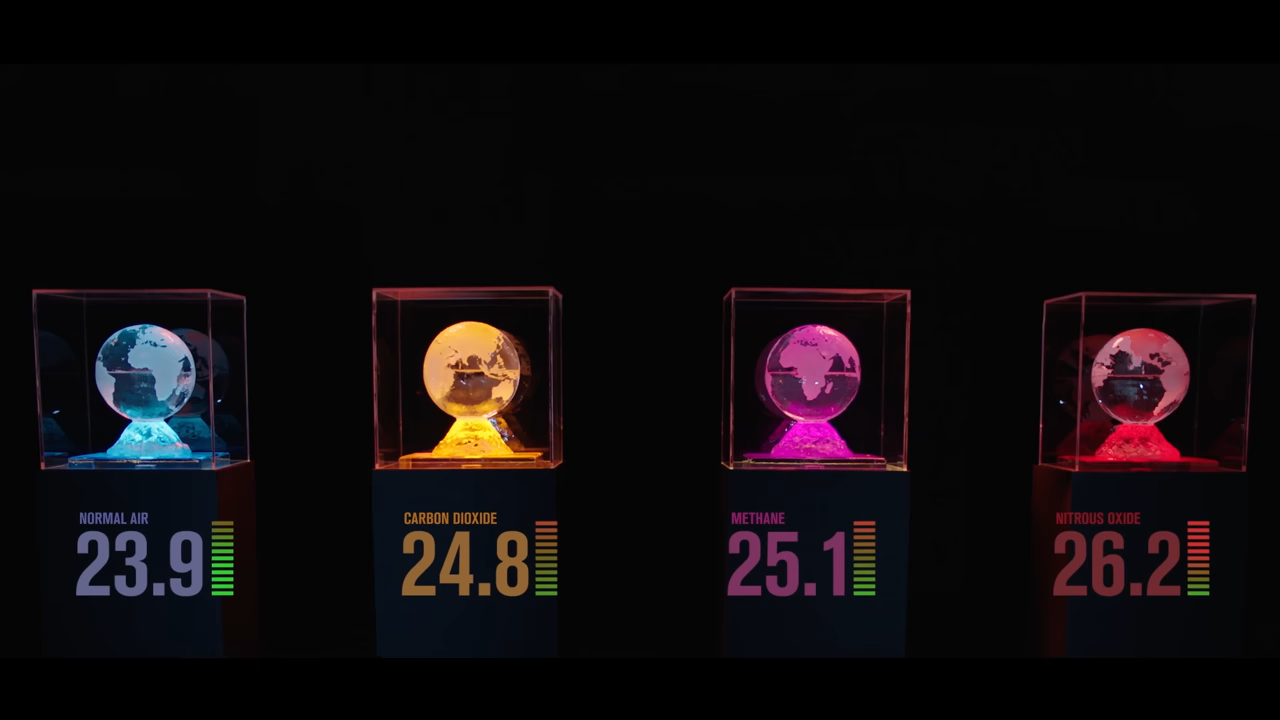 NORMAL AIR
23.9
CARBON DIOXIDE
24.8
METHANE
25.1
NITROUS OXIDE
26.2